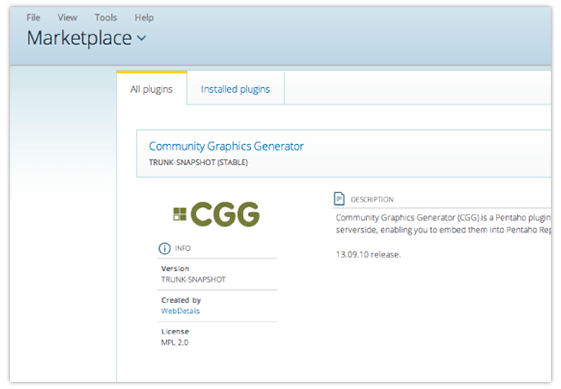 File View Tools Help
Marketplace
All plugins Installed plugins
Community Graphics Generator
TRUNK-SNAPSHOT (STABLE)
CGG
INFO
Version
TRUNK-SNAPSHOT
Created by
WebDetails
License
MPL 2.0
DESCRIPTION
Community Graphics Generator (CGG) is a Pentaho plugin
serverside, enabling you to embed them into Pentaho Rep
13.09.10 release.